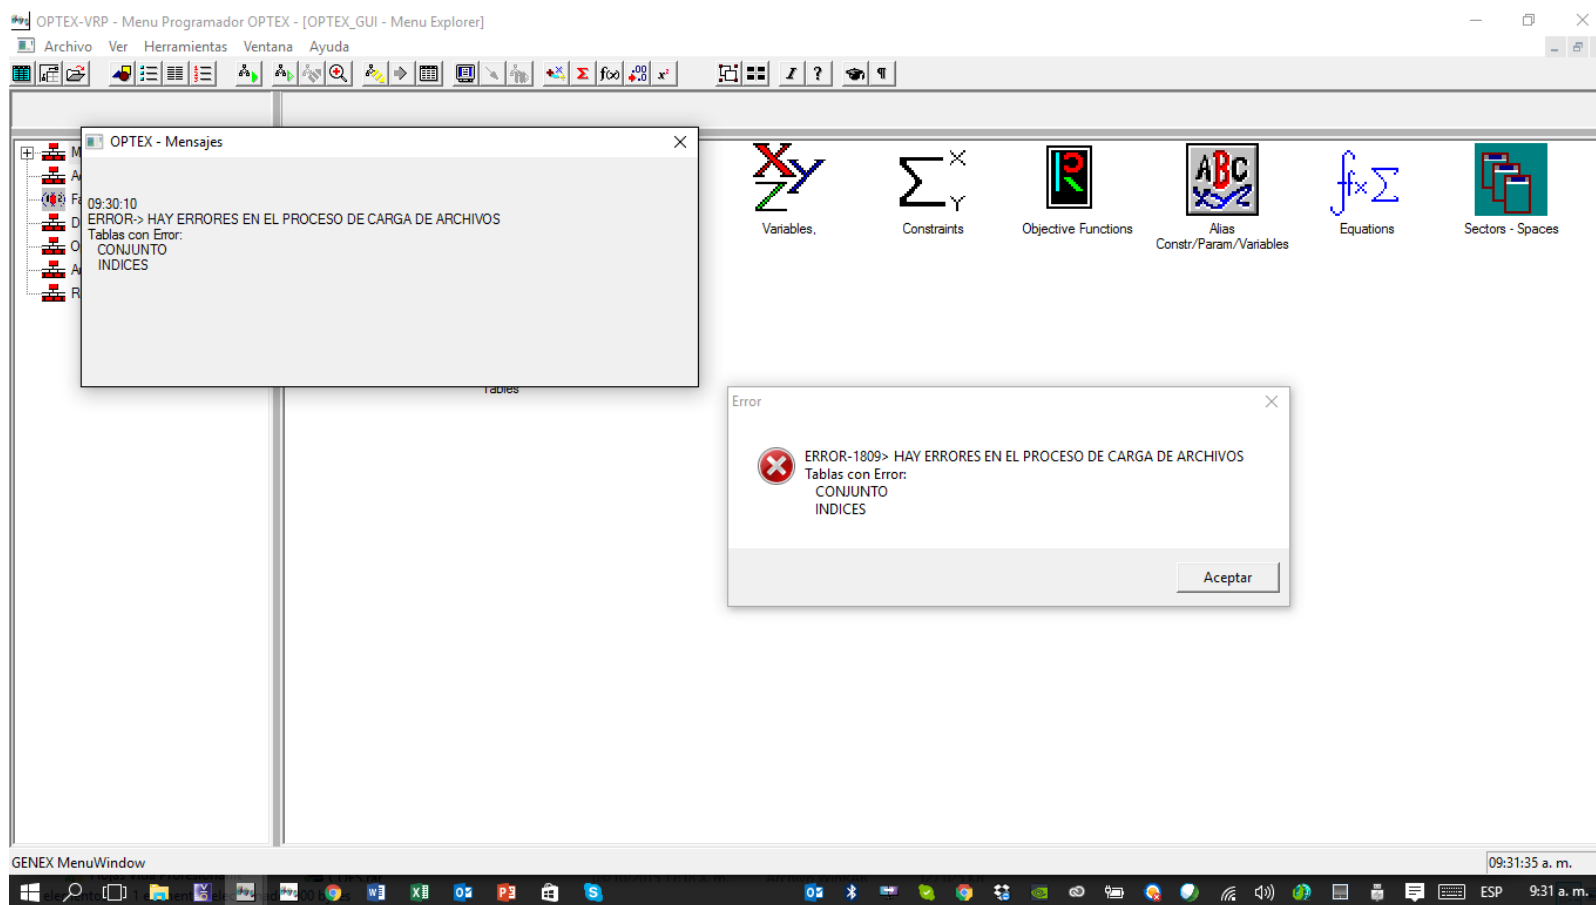 OPTEX-VRP - Menu Programador OPTEX - [OPTEX_GUI - Menu Explorer]
Archivo Ver Herramientas Ventana Ayuda
OPTEX - Mensajes
09:30:10
ERROR-> HAY ERRORES EN EL PROCESO DE CARGA DE ARCHIVOS
Tablas con Error:
CONJUNTO
INDICES
Variables,
Constraints
Objective Functions
Alias
Constr/Param/Variables
Equations
Sectors - Spaces
Tables
Error
ERROR-1809> HAY ERRORES EN EL PROCESO DE CARGA DE ARCHIVOS
Tablas con Error:
CONJUNTO
INDICES
Aceptar
GENEX MenuWindow
09:31:35 a. m.
ESP
9:31 a. m.